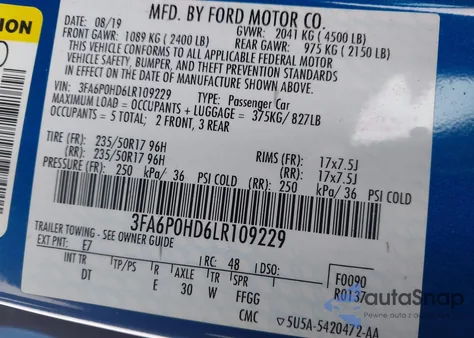 MFD. BY FORD MOTOR CO.
DATE: 08/19 GVWR: 2041 KG ( 4500 LB)
FRONT GAWR: 1089 KG ( 2400 LB) REAR GAWR: 975 KG ( 2150 LB)
THIS VEHICLE CONFORMS TO ALL APPLICABLE FEDERAL MOTOR
VEHICLE SAFETY, BUMPER, AND THEFT PREVENTION STANDARDS
IN EFFECT ON THE DATE OF MANUFACTURE SHOWN ABOVE.
VIN: 3FA6P0HD6LR109229 TYPE: Passenger Car
MAXIMUM LOAD = OCCUPANTS + LUGGAGE = 375KG/ 827LB
OCCUPANTS = 5 TOTAL; 2 FRONT, 3 REAR
TIRE (FR): 235/50R17 96H RIMS (FR): 17x7.5J
(RR): 235/50R17 96H (RR): 17x7.5J
PRESSURE (FR): 250 kPa/ 36 PSI COLD (RR) 250 kPa/ 36 PSI COLD
3FA6P0HD6LR109229
TRAILER TOWING - SEE OWNER GUIDE
EXT PNT: E7 RC: 48 DSO: F0090
INT TR TP/PS R AXLE TR SPR R0137
DT E 30 W FFGG
CMC 5U5A-5420472-AA
autoSnap